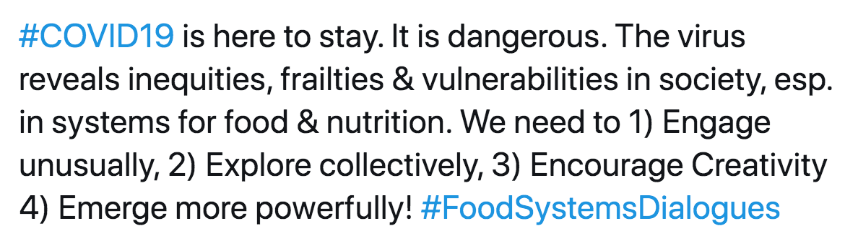 #COVID19 is here to stay. It is dangerous. The virus
reveals inequities, frailties & vulnerabilities in society, esp.
in systems for food & nutrition. We need to 1) Engage
unusually, 2) Explore collectively, 3) Encourage Creativity
4) Emerge more powerfully! #FoodSystemsDialogues